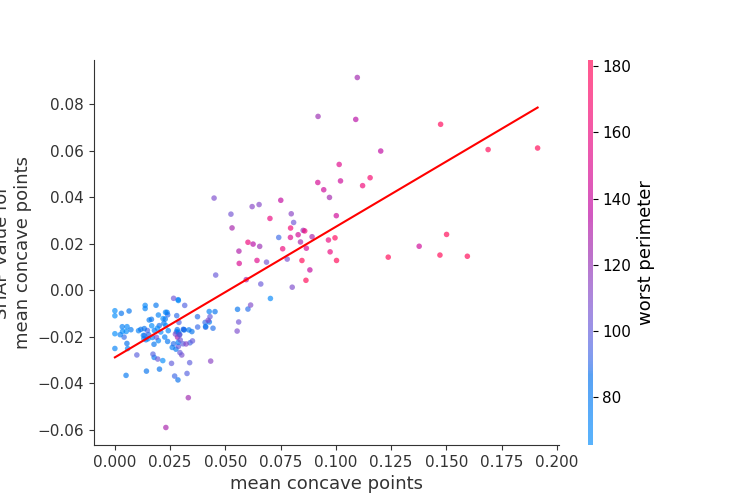 SHAP value for
mean concave points
0.08
0.06
0.04
0.02
0.00
−0.02
−0.04
−0.06
0.000 0.025 0.050 0.075 0.100 0.125 0.150 0.175 0.200
mean concave points
180
160
140
120
100
80
worst perimeter